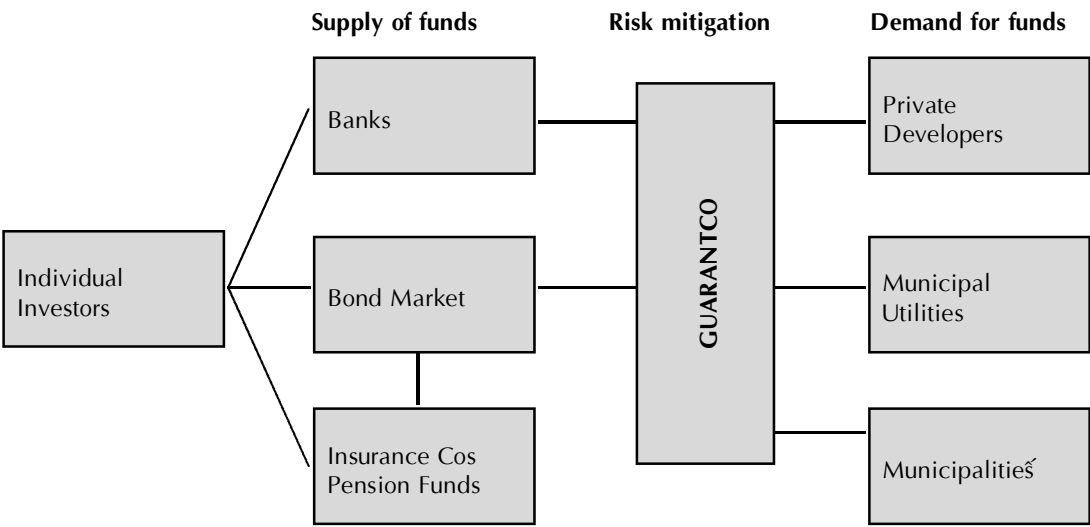 Supply of funds
Risk mitigation
Demand for funds
Banks
Private
Developers
Individual
Investors
Bond Market
GUARANTCO
Municipal
Utilities
Insurance Cos
Pension Funds
Municipalities